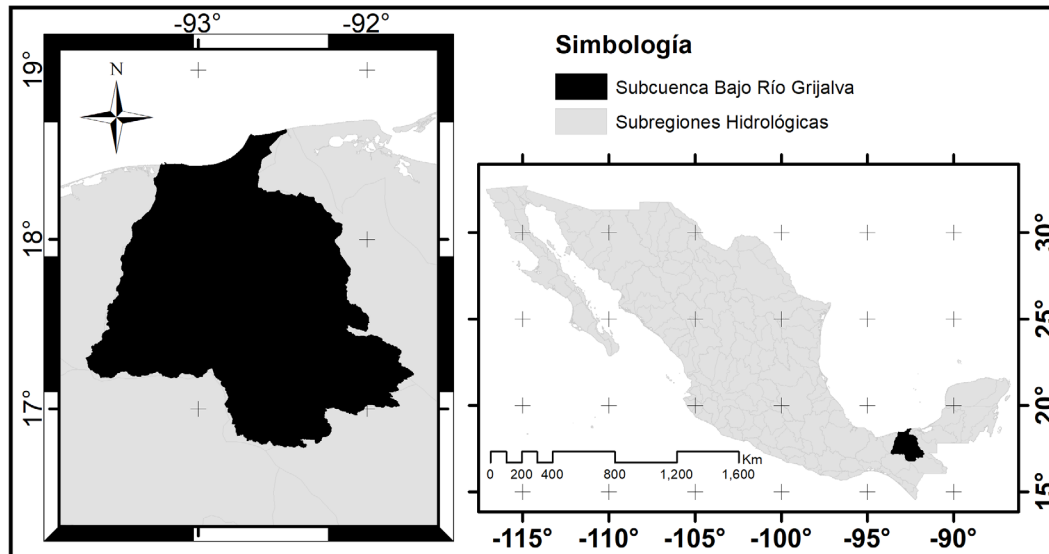 -93° -92°
19°
18°
17°
N
Simbología
Subcuenca Bajo Río Grijalva
Subregiones Hidrológicas
30°
25°
20°
15°
Km
0 200 400 800 1,200 1,600
-115° -110° -105° -100° -95° -90°